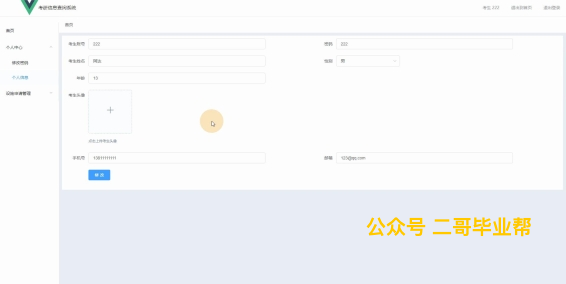 考研信息查询系统
考生 222
退出到前台
退出登录
首页
首页
个人中心
修改密码
个人信息
院校申请管理
考生账号 222
密码 222
考生姓名
性别 男
年龄 10
考生头像
点击上传考生头像
手机号
邮箱 123@qq.com
修改
公众号 二哥毕业帮